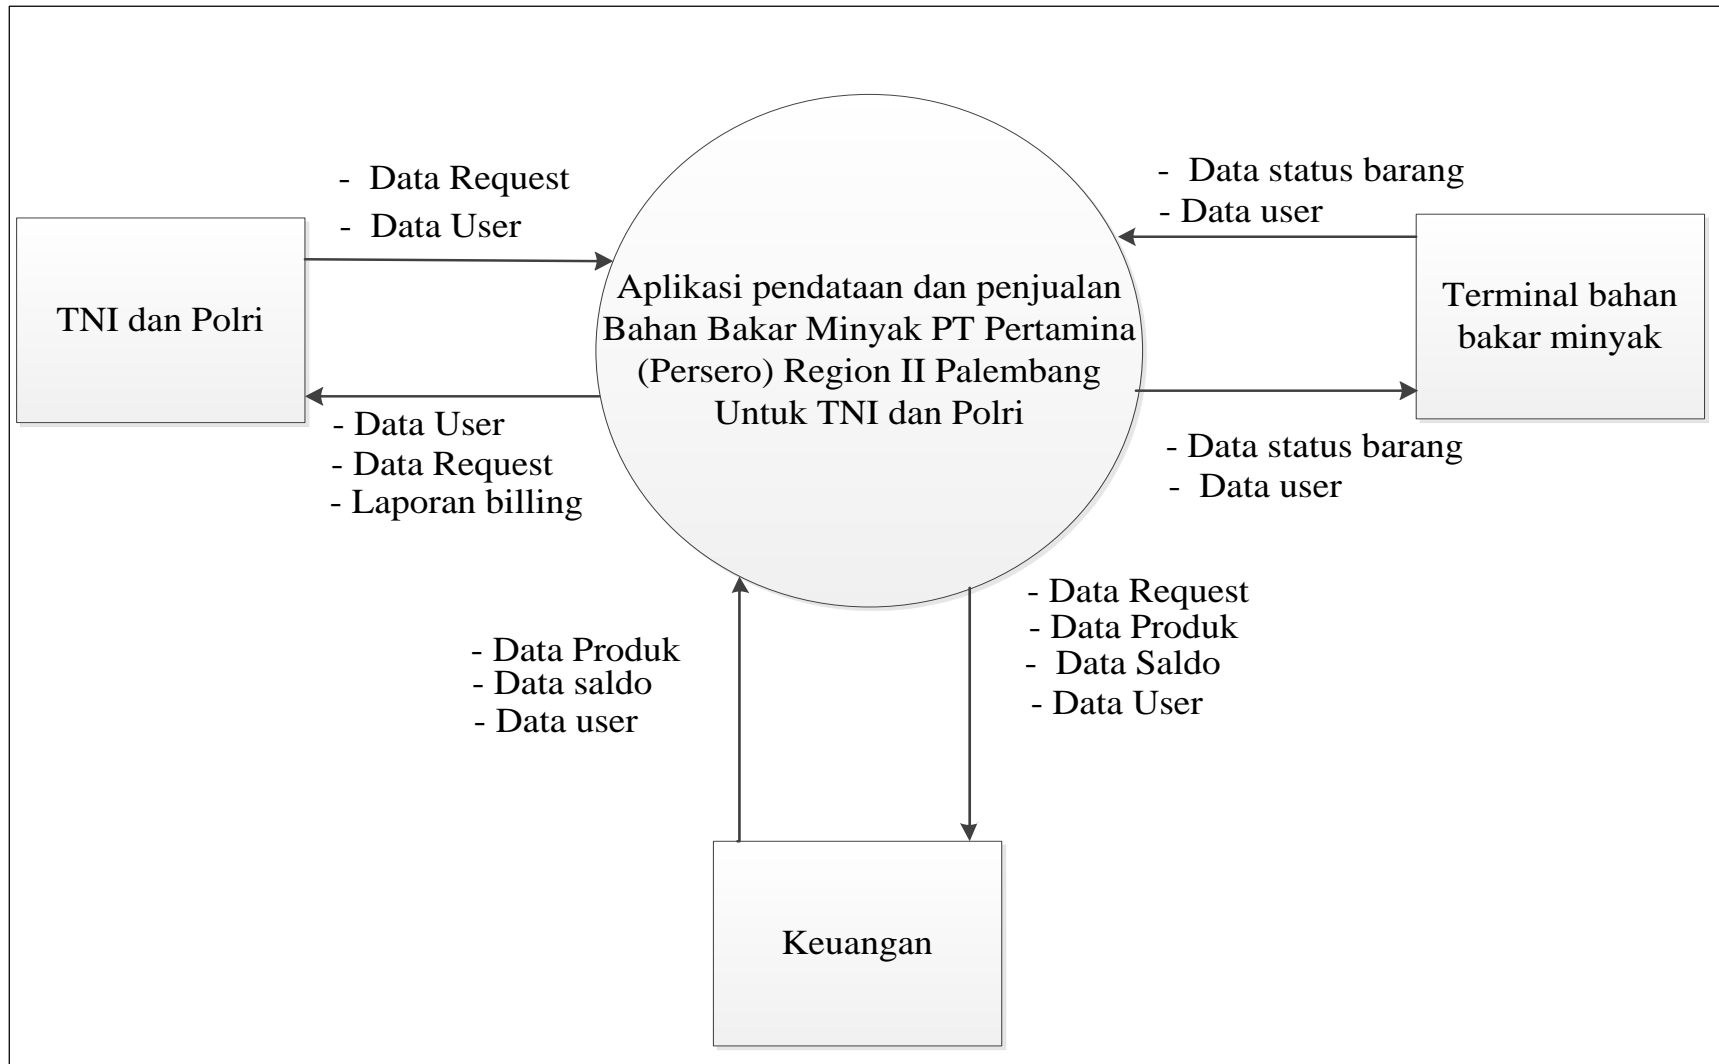 - Data Request
- Data User
- Data status barang
- Data user
TNI dan Polri
Aplikasi pendataan dan penjualan
Bahan Bakar Minyak PT Pertamina
(Persero) Region II Palembang
Untuk TNI dan Polri
Terminal bahan
bakar minyak
- Data User
- Data Request
- Laporan billing
- Data status barang
- Data user
- Data Produk
- Data saldo
- Data user
- Data Request
- Data Produk
- Data Saldo
- Data User
Keuangan